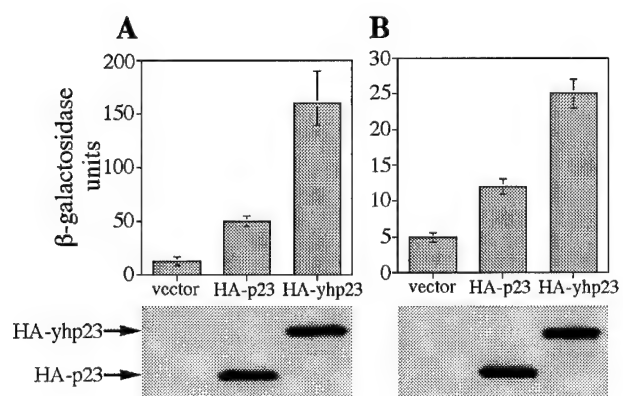 A
B
β-galactosidase
units
200
150
100
50
0
vector HA-p23 HA-yhp23
30
25
20
15
10
5
0
vector HA-p23 HA-yhp23
HA-yhp23
HA-p23